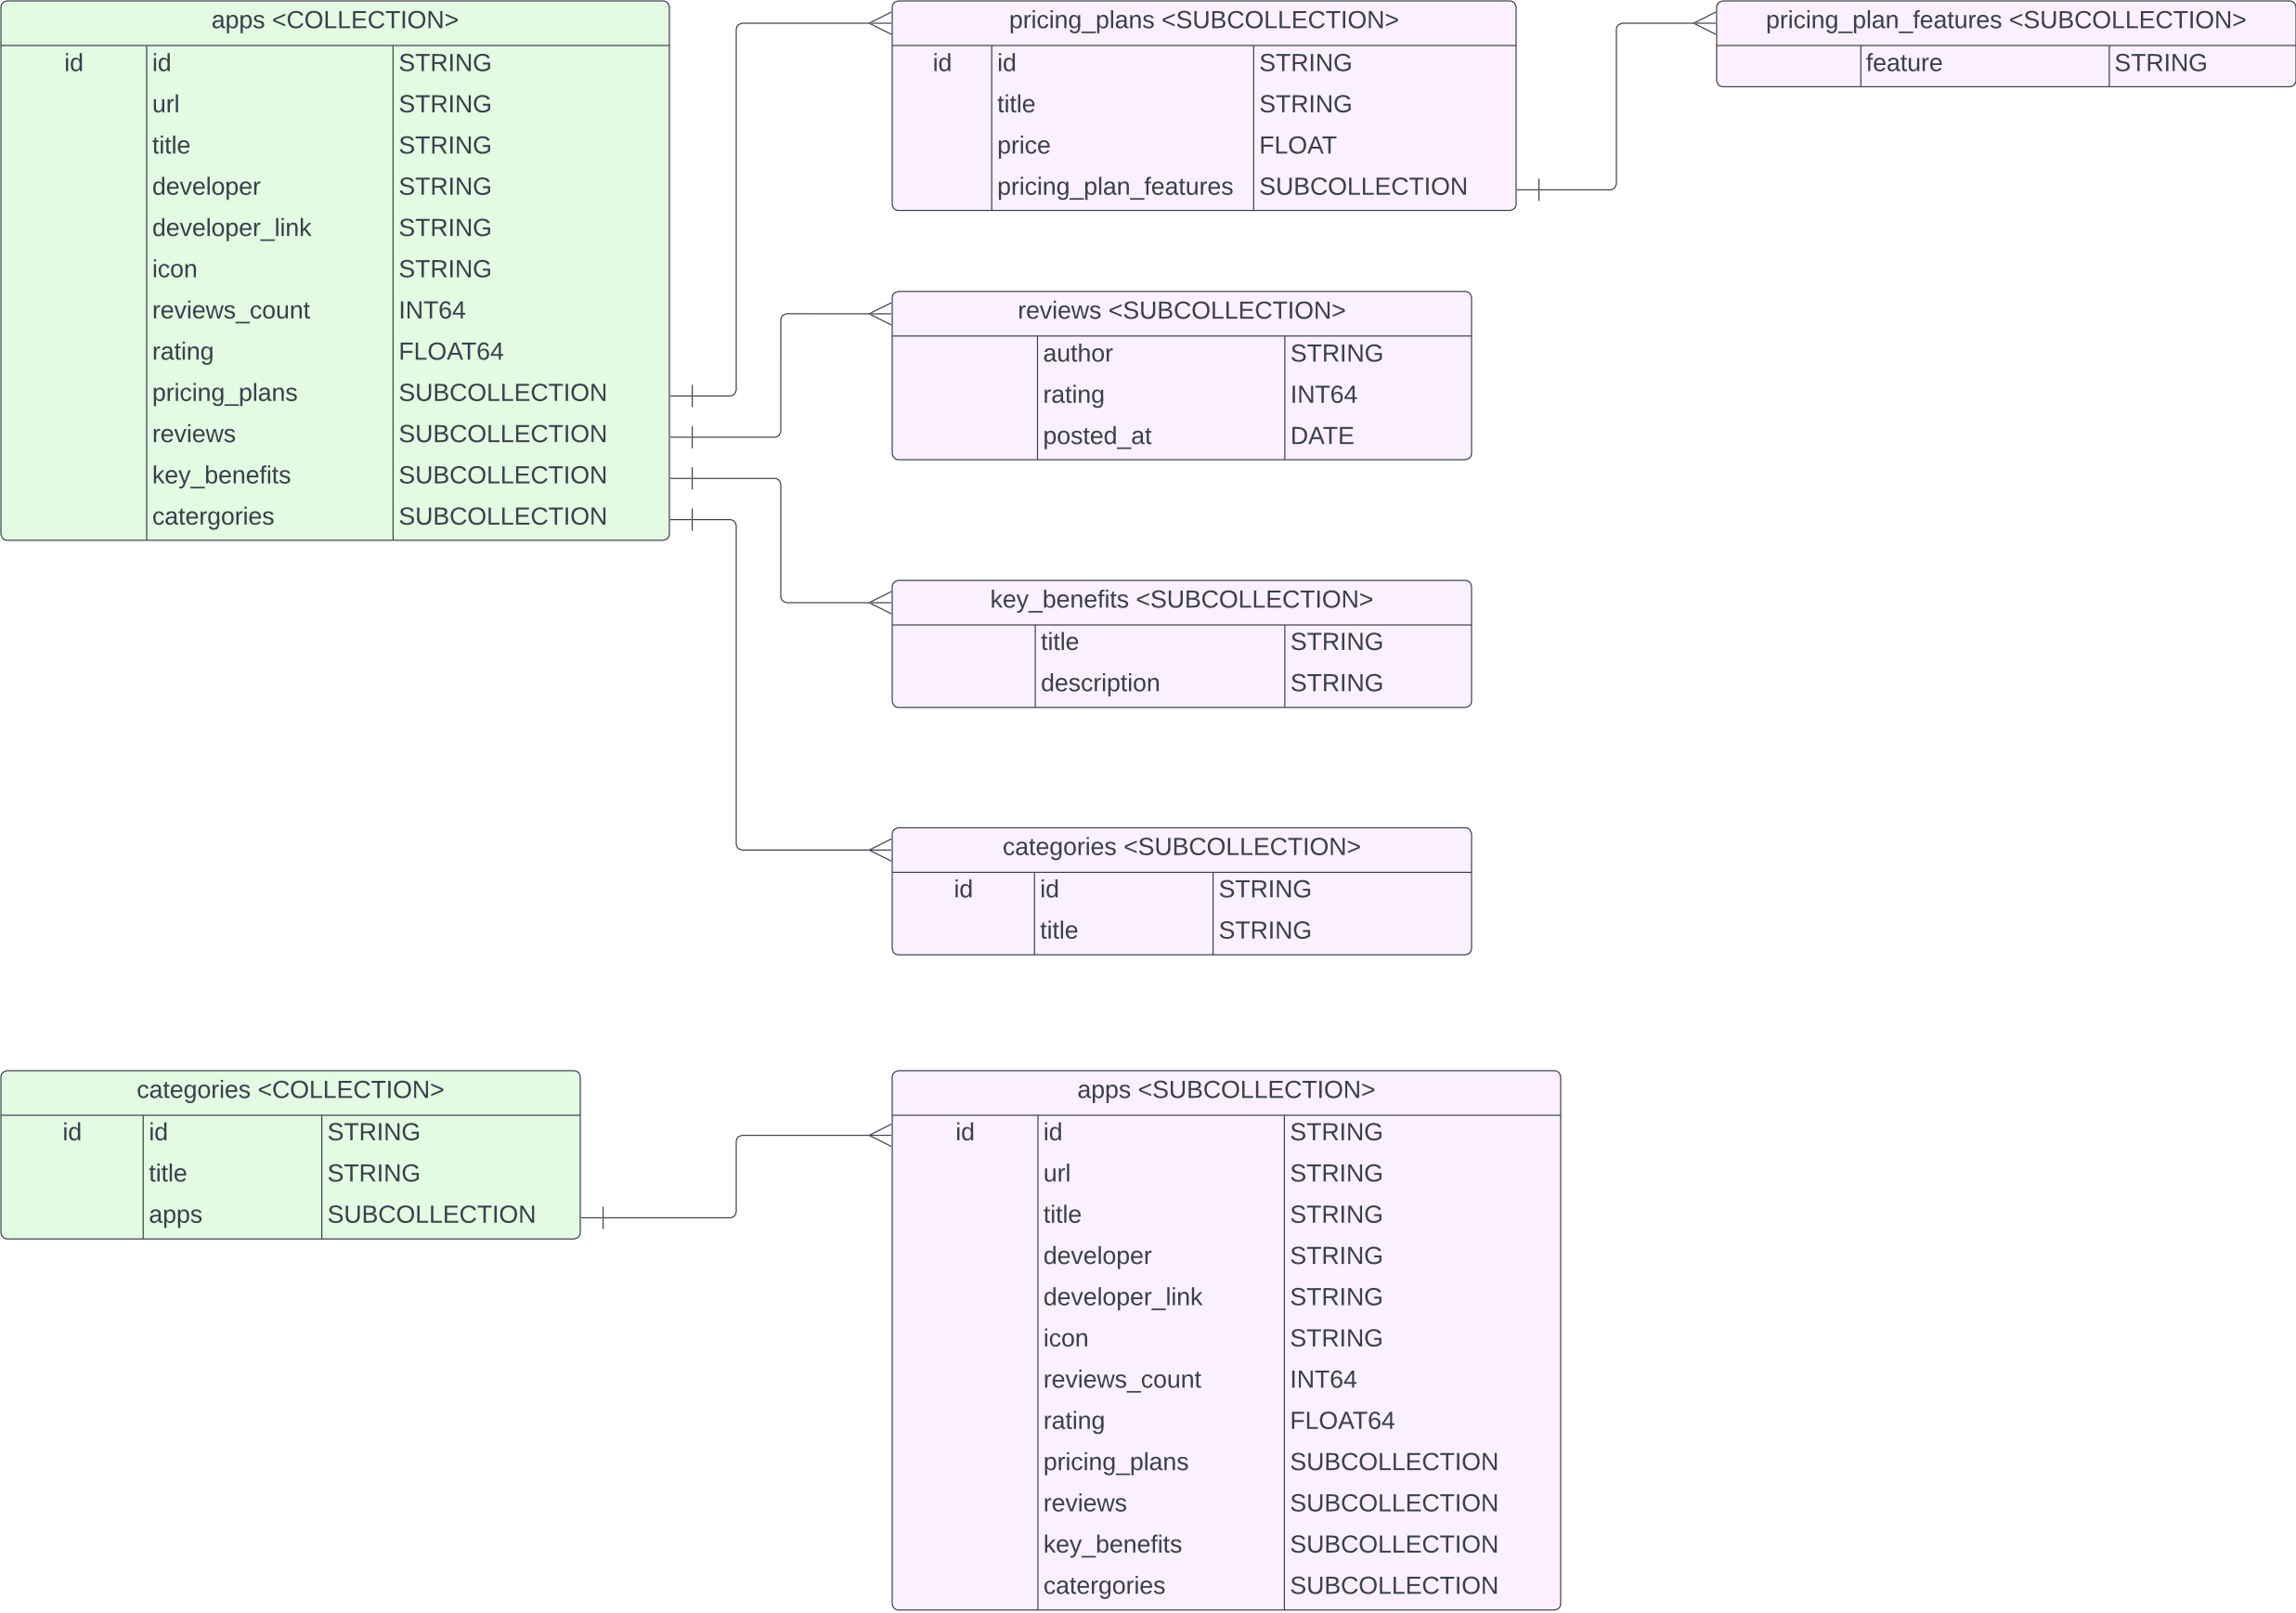 apps <COLLECTION>
id id STRING
url STRING
title STRING
developer STRING
developer_link STRING
icon STRING
reviews_count INT64
rating FLOAT64
pricing_plans SUBCOLLECTION
reviews SUBCOLLECTION
key_benefits SUBCOLLECTION
catergories SUBCOLLECTION
pricing_plans <SUBCOLLECTION>
id id STRING
title STRING
price FLOAT
pricing_plan_features SUBCOLLECTION
pricing_plan_features <SUBCOLLECTION>
feature STRING
reviews <SUBCOLLECTION>
author STRING
rating INT64
posted_at DATE
key_benefits <SUBCOLLECTION>
title STRING
description STRING
categories <SUBCOLLECTION>
id id STRING
title STRING
categories <COLLECTION>
id id STRING
title STRING
apps SUBCOLLECTION
apps <SUBCOLLECTION>
id id STRING
url STRING
title STRING
developer STRING
developer_link STRING
icon STRING
reviews_count INT64
rating FLOAT64
pricing_plans SUBCOLLECTION
reviews SUBCOLLECTION
key_benefits SUBCOLLECTION
catergories SUBCOLLECTION